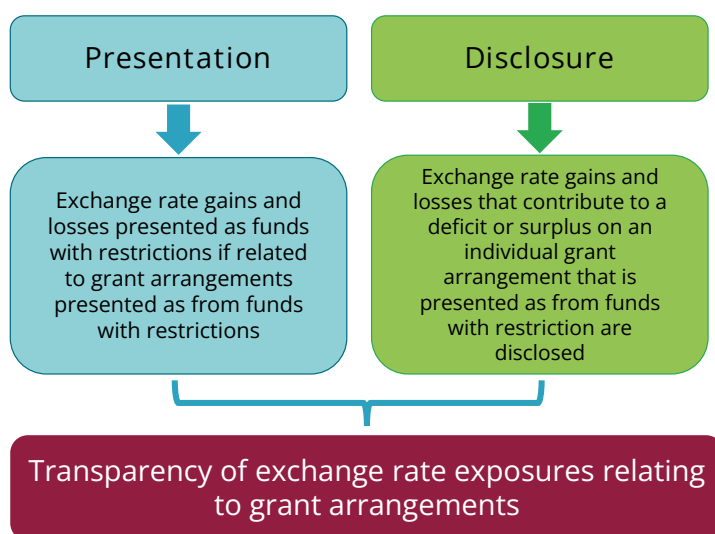 Presentation
Disclosure
Exchange rate gains and
losses presented as funds
with restrictions if related
to grant arrangements
presented as from funds
with restrictions
Exchange rate gains and
losses that contribute to a
deficit or surplus on an
individual grant
arrangement that is
presented as from funds
with restriction are
disclosed
Transparency of exchange rate exposures relating
to grant arrangements